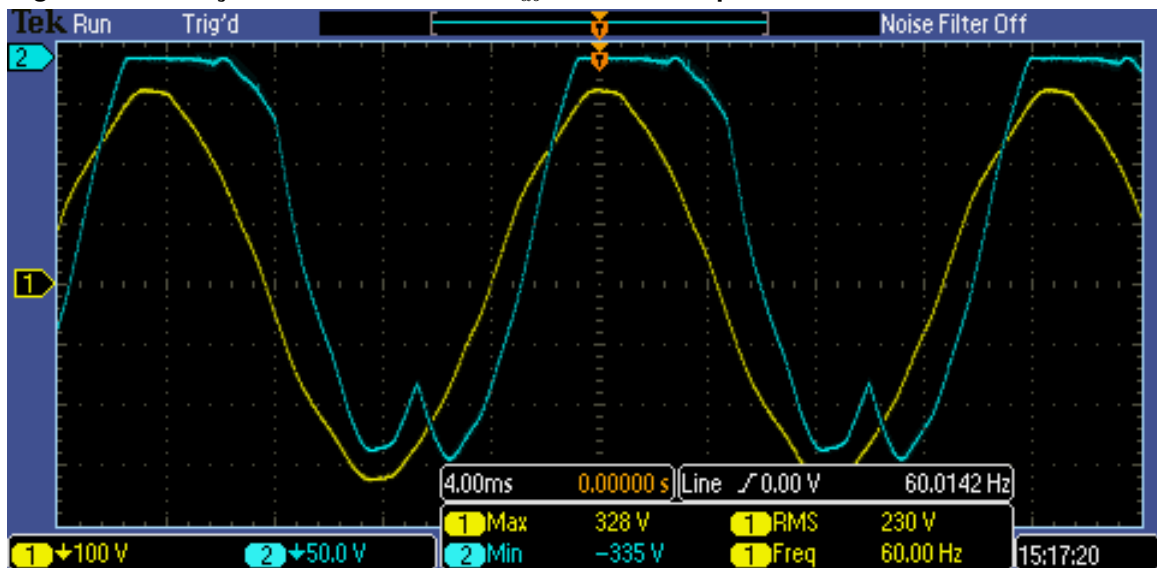 Tek Run Trig'd Noise Filter Off
2
1
4.00ms 0.00000 s Line 0.00 V 60.0142 Hz
1 Max 328 V 1 RMS 230 V
2 Min −335 V 1 Freq 60.00 Hz
1 100 V 2 50.0 V 15:17:20